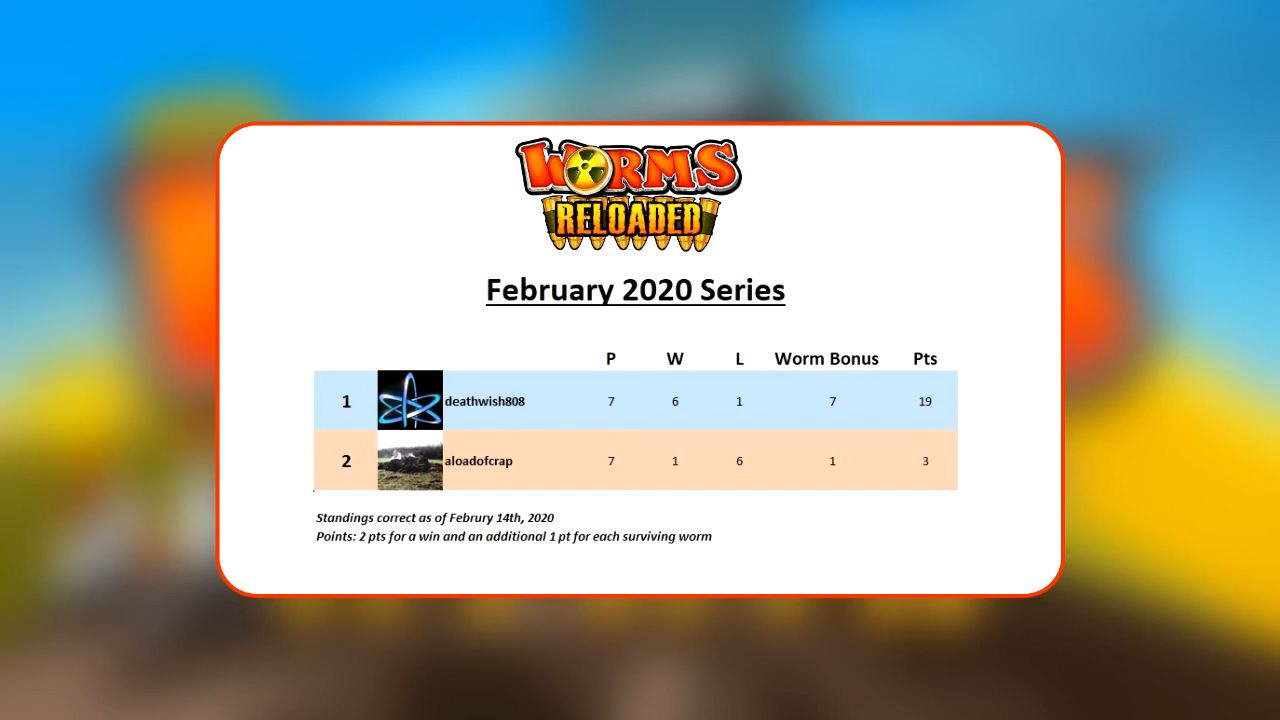 WORMS
RELOADED
February 2020 Series
P W L Worm Bonus Pts
1 deathwish808 7 6 1 7 19
2 aloadofcrap 7 1 6 1 3
Standings correct as of Februry 14th, 2020
Points: 2 pts for a win and an additional 1 pt for each surviving worm